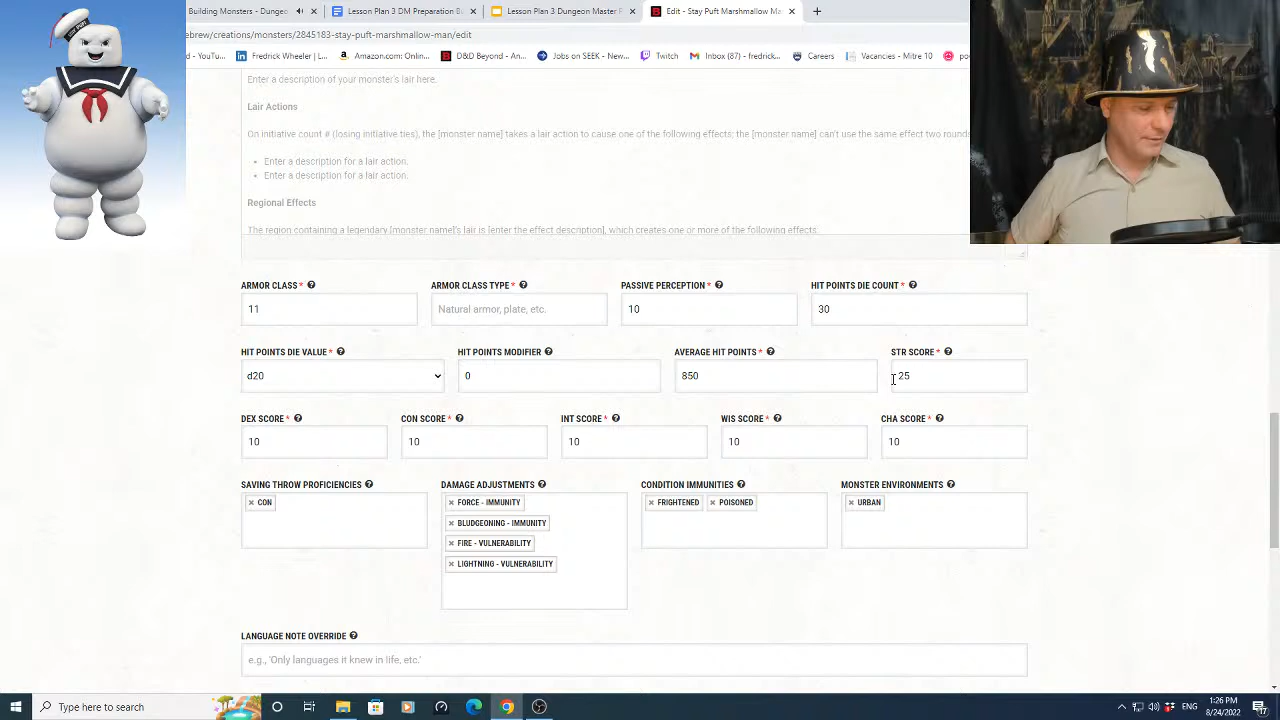 Building Monsters - Dungeo
Lesson Plan 3 DM Preparation B
Lesson Plan 3 Dungeon Master F
Edit - Stay Puft Marshmallow Ma
ebrew/creations/monsters/2845183-stay-puft-marshmallow-man/edit
d - YouTu...
Fredrick Wheeler | L...
Amazon.com: Onlin...
D&D Beyond - An...
Jobs on SEEK - New...
Twitch
Inbox (87) - fredrick...
Careers
Vacancies - Mitre 10
Enter a description of your monster's lair here.
Lair Actions
On initiative count # (losing initiative ties), the [monster name] takes a lair action to cause one of the following effects; the [monster name] can't use the same effect two rounds
Enter a description for a lair action.
Enter a description for a lair action.
Regional Effects
The region containing a legendary [monster name]'s lair is [enter the effect description], which creates one or more of the following effects:
ARMOR CLASS * ARMOR CLASS TYPE * PASSIVE PERCEPTION * HIT POINTS DIE COUNT *
11 Natural armor, plate, etc. 10 30
HIT POINTS DIE VALUE * HIT POINTS MODIFIER AVERAGE HIT POINTS * STR SCORE *
d20 0 850 25
DEX SCORE * CON SCORE * INT SCORE * WIS SCORE * CHA SCORE *
10 10 10 10 10
SAVING THROW PROFICIENCIES DAMAGE ADJUSTMENTS CONDITION IMMUNITIES MONSTER ENVIRONMENTS
× CON × FORCE - IMMUNITY × FRIGHTENED × POISONED × URBAN
× BLUDGEONING - IMMUNITY
× FIRE - VULNERABILITY
× LIGHTNING - VULNERABILITY
LANGUAGE NOTE OVERRIDE
e.g., 'Only languages it knew in life, etc.'
Type here to search
ENG
1:26 PM
8/24/2022
17